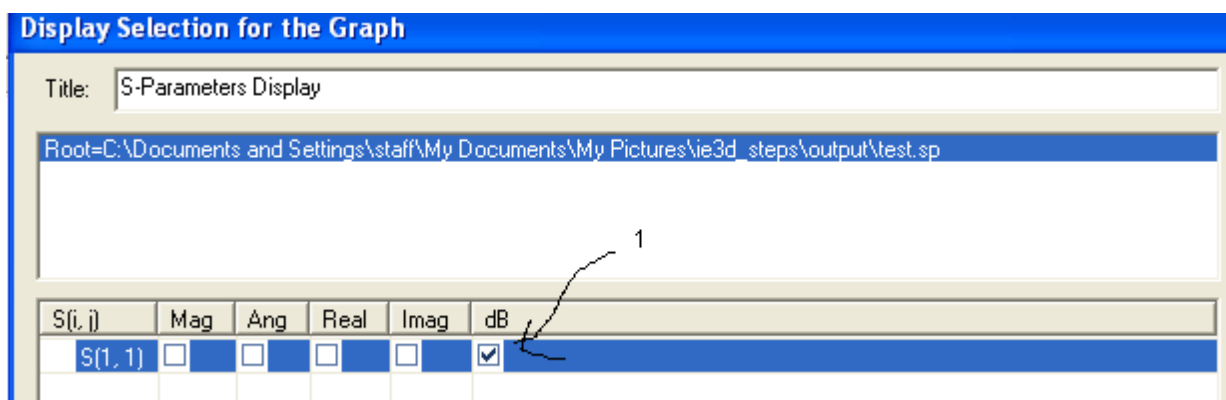 Display Selection for the Graph
Title: S-Parameters Display
Root=C:\Documents and Settings\staff\My Documents\My Pictures\ie3d_steps\output\test.sp
1
S(i, j) Mag Ang Real Imag dB
S(1, 1)